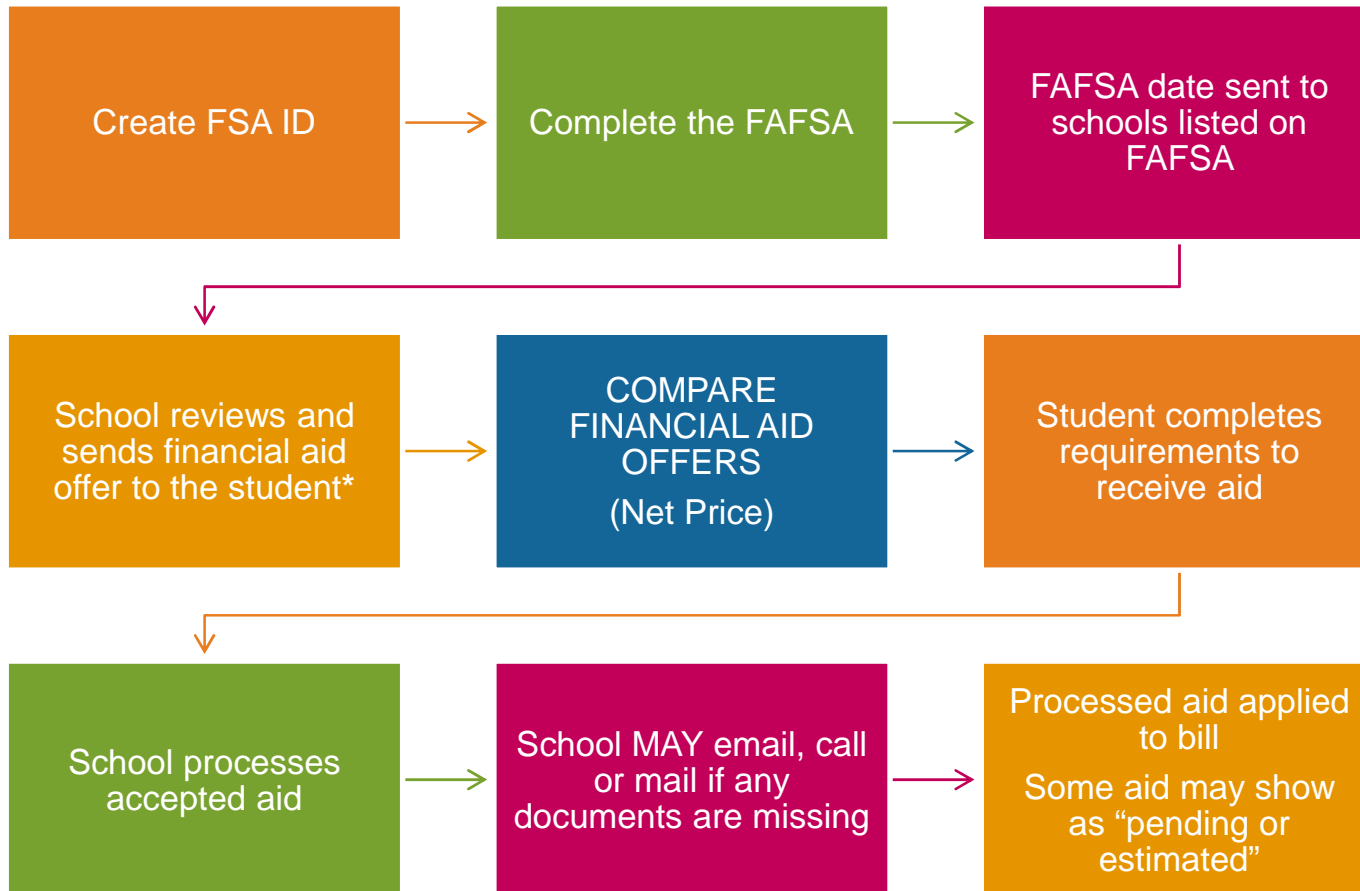 Create FSA ID
Complete the FAFSA
FAFSA date sent to
schools listed on
FAFSA
School reviews and
sends financial aid
offer to the student*
COMPARE
FINANCIAL AID
OFFERS
(Net Price)
Student completes
requirements to
receive aid
School processes
accepted aid
School MAY email, call
or mail if any
documents are missing
Processed aid applied
to bill
Some aid may show
as “pending or
estimated”